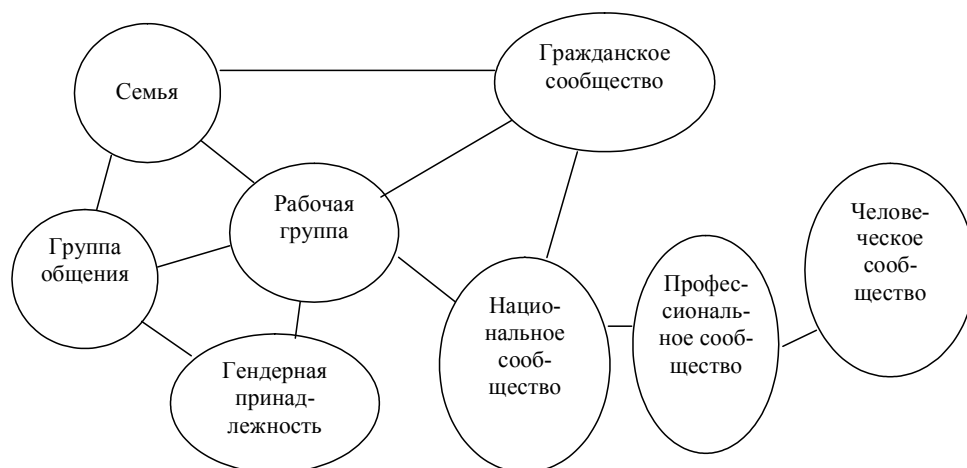 Семья
Гражданское
сообщество
Рабочая
группа
Группа
общения
Гендерная
принад-
лежность
Нацио-
нальное
сооб-
щество
Профес-
сиональ-
ное сооб-
щество
Челове-
ческое
сооб-
щество